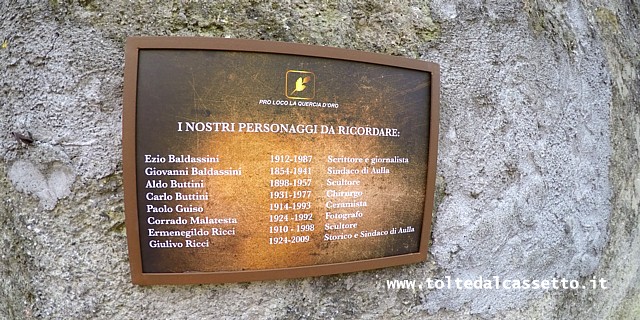 PRO LOCO LA QUERCIA D'ORO
I NOSTRI PERSONAGGI DA RICORDARE:
Ezio Baldassini 1912-1987 Scrittore e giornalista
Giovanni Baldassini 1854-1941 Sindaco di Aulla
Aldo Buttini 1898-1957 Scultore
Carlo Buttini 1931-1977 Chirurgo
Paolo Guiso 1914-1993 Ceramista
Corrado Malatesta 1924-1992 Fotografo
Ermenegildo Ricci 1910 - 1998 Scultore
Giulivo Ricci 1924-2009 Storico e Sindaco di Aulla
www.toltedalcassetto.it